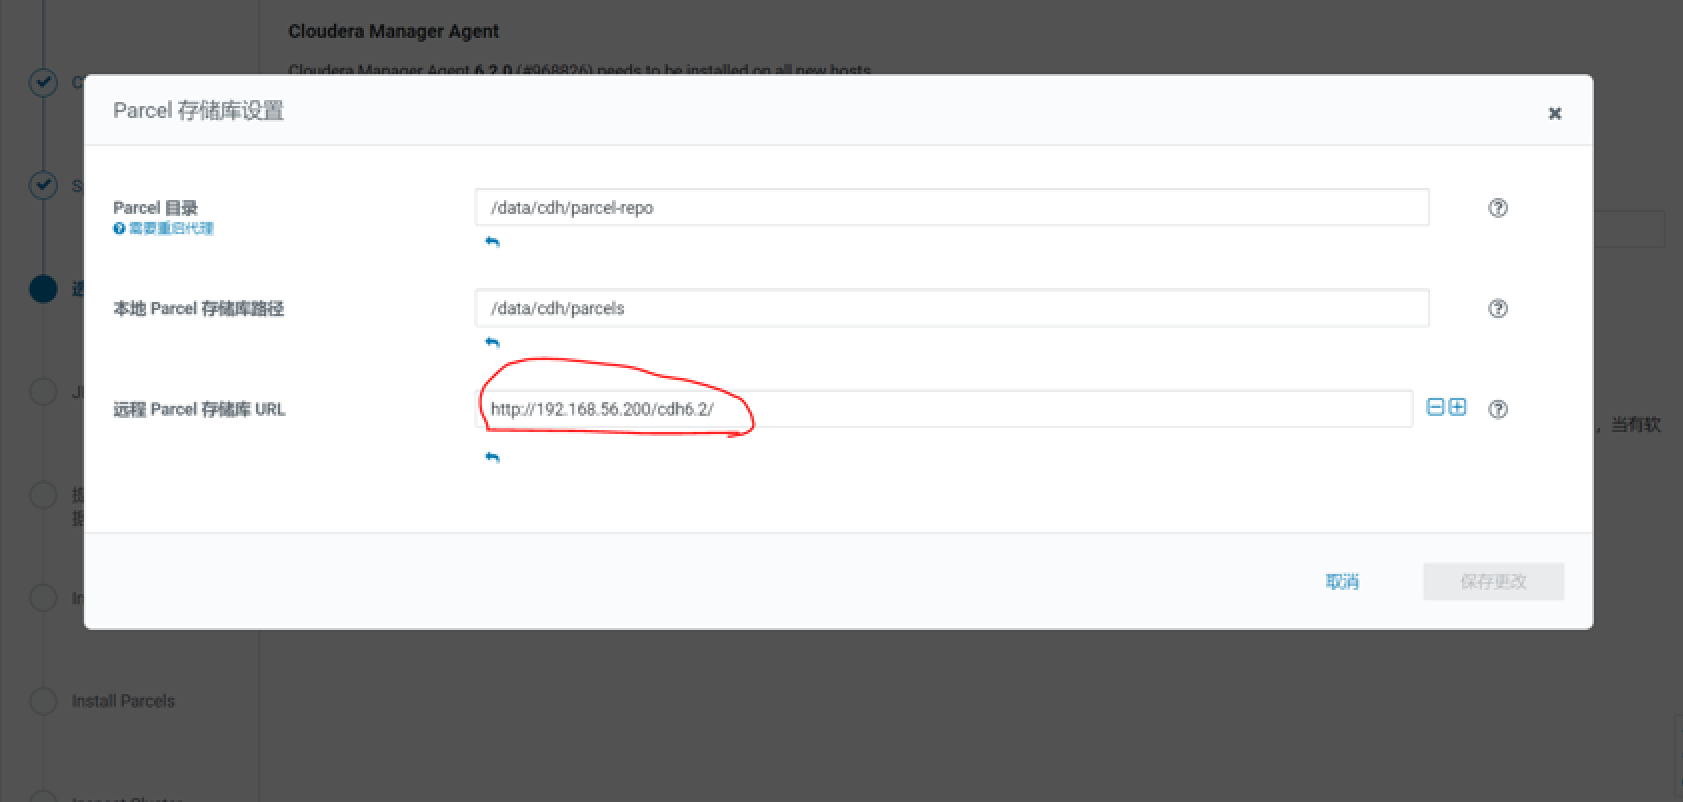 Cloudera Manager Agent
Cloudera Manager Agent 6.2.0 (#968826) needs to be installed on all new hosts.
Parcel 存储库设置
Parcel 目录
需要重启代理
/data/cdh/parcel-repo
本地 Parcel 存储库路径
/data/cdh/parcels
远程 Parcel 存储库 URL
http://192.168.56.200/cdh6.2/
，当有软
取消
保存更改
Install Parcels
Inspect Cluster